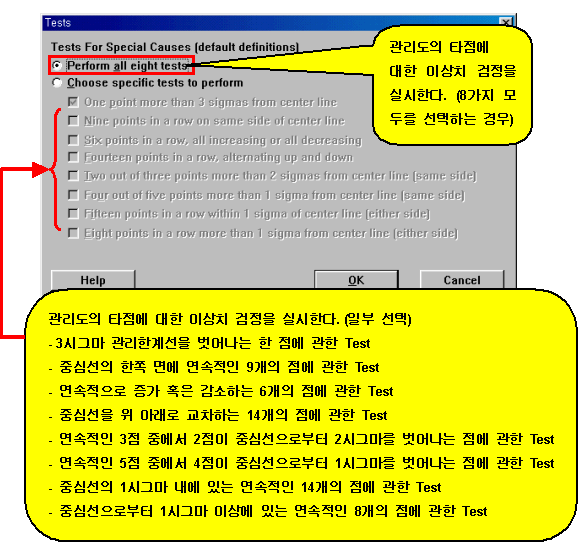 Tests
Tests For Special Causes (default definitions)
Perform all eight tests
Choose specific tests to perform
One point more than 3 sigmas from center line
Nine points in a row on same side of center line
Six points in a row, all increasing or all decreasing
Fourteen points in a row, alternating up and down
Two out of three points more than 2 sigmas from center line (same side)
Four out of five points more than 1 sigma from center line (same side)
Fifteen points in a row within 1 sigma of center line (either side)
Eight points in a row more than 1 sigma from center line (either side)
Help
OK
Cancel
관리도의 타점에
대한 이상치 검정을
실시한다. (8가지 모
두를 선택하는 경우)
관리도의 타점에 대한 이상치 검정을 실시한다. (일부 선택)
- 3시그마 관리한계선을 벗어나는 한 점에 관한 Test
- 중심선의 한쪽 면에 연속적인 9개의 점에 관한 Test
- 연속적으로 증가 혹은 감소하는 6개의 점에 관한 Test
- 중심선을 위 아래로 교차하는 14개의 점에 관한 Test
- 연속적인 3점 중에서 2점이 중심선으로부터 2시그마를 벗어나는 점에 관한 Test
- 연속적인 5점 중에서 4점이 중심선으로부터 1시그마를 벗어나는 점에 관한 Test
- 중심선의 1시그마 내에 있는 연속적인 14개의 점에 관한 Test
- 중심선으로부터 1시그마 이상에 있는 연속적인 8개의 점에 관한 Test